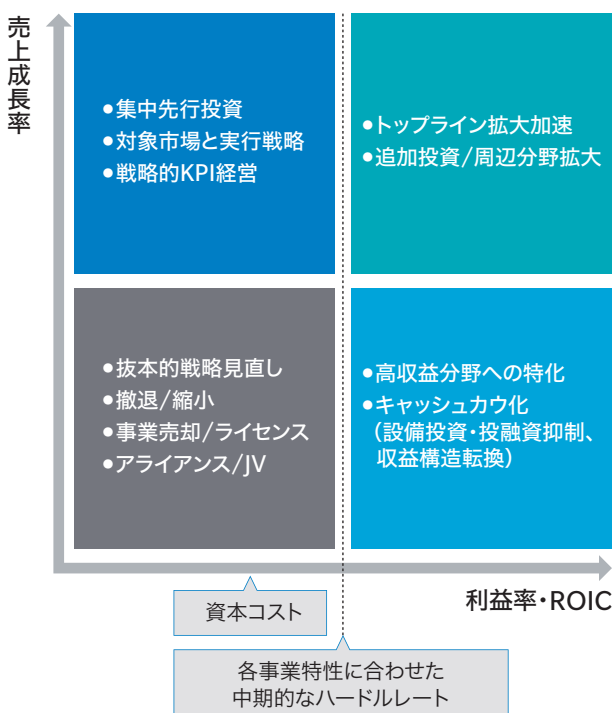 売上成長率
●集中先行投資
●対象市場と実行戦略
●戦略的KPI経営
●トップライン拡大加速
●追加投資/周辺分野拡大
●抜本的戦略見直し
●撤退/縮小
●事業売却/ライセンス
●アライアンス/JV
●高収益分野への特化
●キャッシュカウ化
（設備投資・投融資抑制、
収益構造転換）
利益率・ROIC
資本コスト
各事業特性に合わせた
中期的なハードルレート